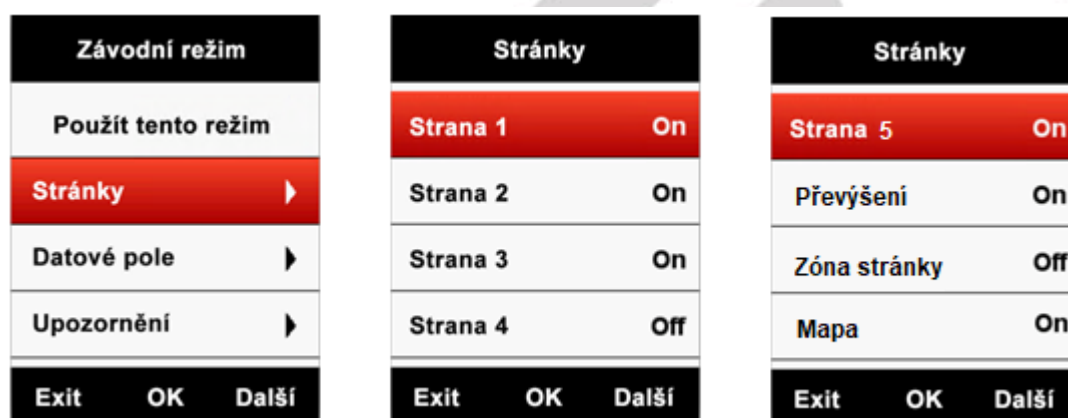 Závodní režim
Použít tento režim
Stránky
Datové pole
Upozornění
Exit OK Další
Stránky
Strana 1 On
Strana 2 On
Strana 3 On
Strana 4 Off
Exit OK Další
Stránky
Strana 5 On
Převýšení On
Zóna stránky Off
Mapa On
Exit OK Další